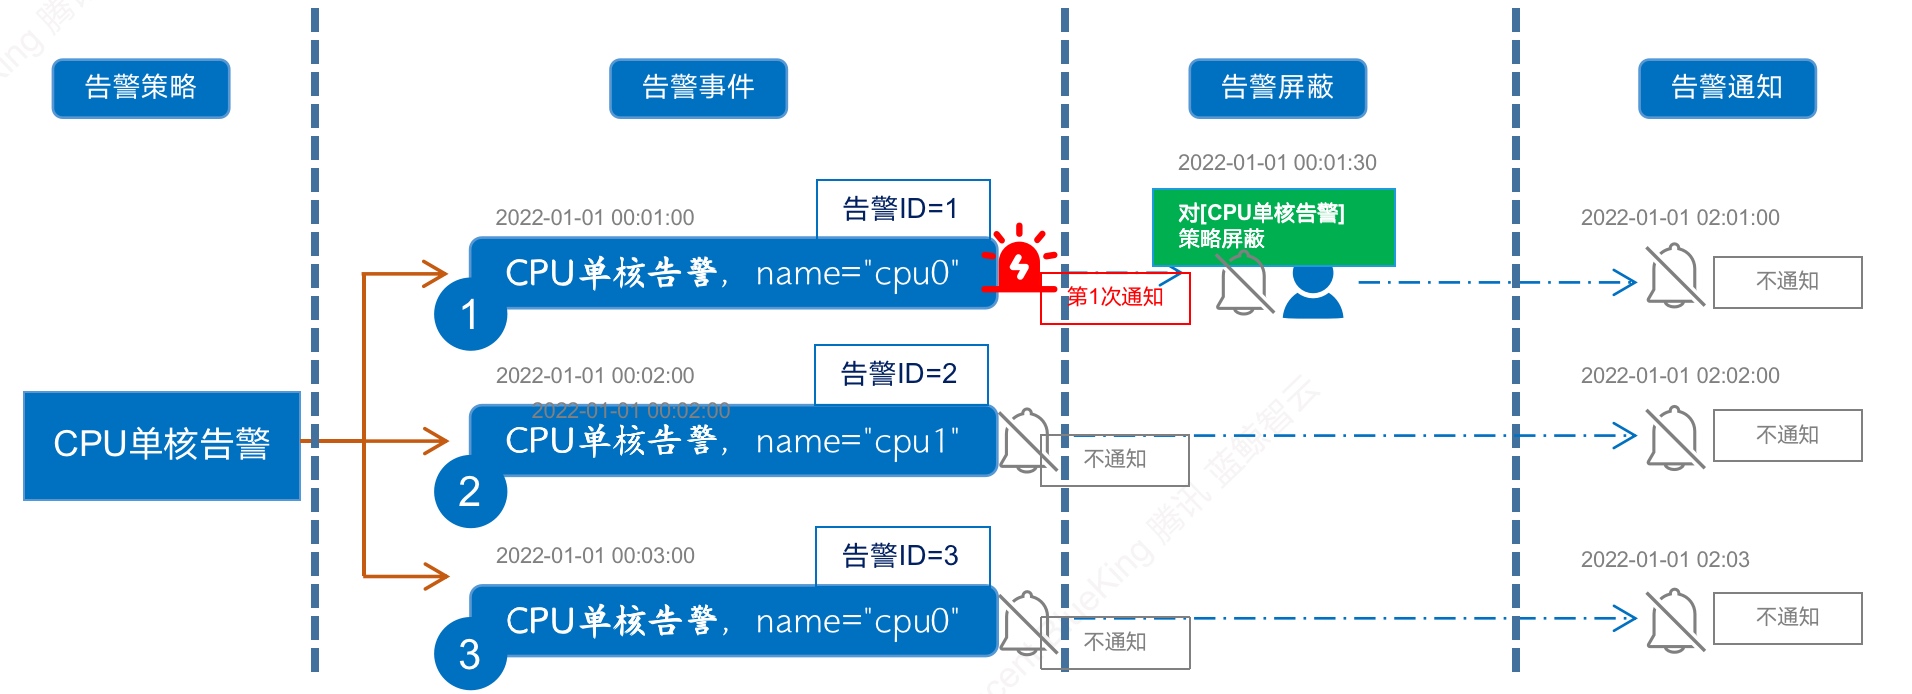 告警策略
告警事件
告警屏蔽
告警通知
2022-01-01 00:01:30
2022-01-01 00:01:00
告警ID=1
对[CPU单核告警]
策略屏蔽
2022-01-01 02:01:00
CPU单核告警，name="cpu0"
1
第1次通知
不通知
2022-01-01 00:02:00
告警ID=2
2022-01-01 02:02:00
2022-01-01 00:02:00
CPU单核告警
CPU单核告警，name="cpu1"
2
不通知
不通知
2022-01-01 00:03:00
告警ID=3
2022-01-01 02:03
CPU单核告警，name="cpu0"
3
不通知
不通知
腾讯 蓝鲸智云